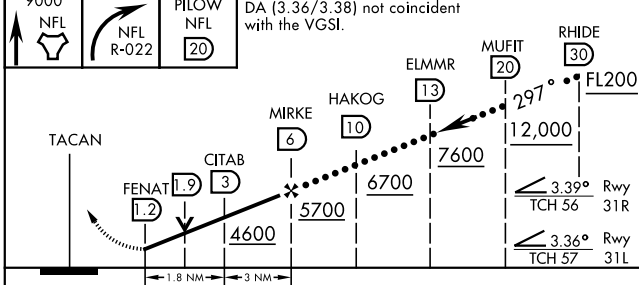 9000
NFL
NFL
R-022
PILOW
NFL
20
DA (3.36/3.38) not coincident
with the VGSI.
RHIDE
30
FL200
297°
MUFIT
20
12,000
ELMMR
13
7600
HAKOG
10
6700
MIRKE
6
5700
CITAB
3
4600
1.9
FENAT
1.2
TACAN
3.39° Rwy
TCH 56 31R
3.36° Rwy
TCH 57 31L
1.8 NM
3 NM